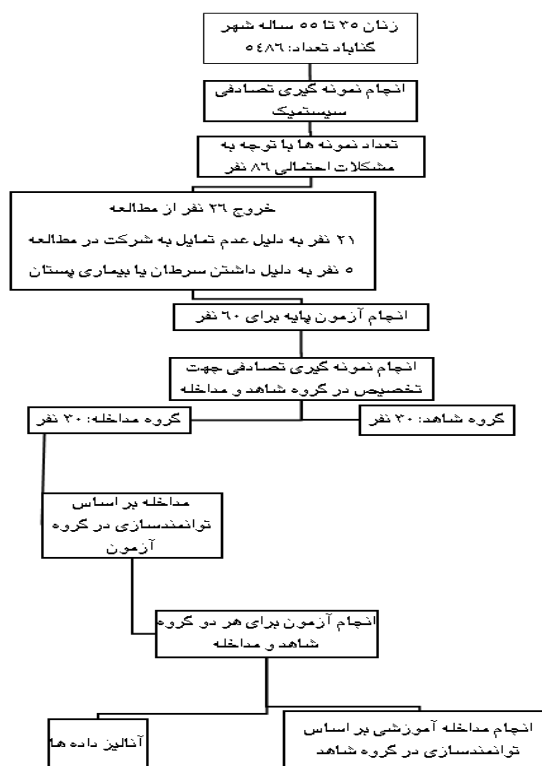 زنان ۳۵ تا ۵۵ ساله شهر
گناباد تعداد: ۵٤۸٦
انجام نمونه گیری تصادفی
سیستمیک
تعداد نمونه ها با توجه به
مشکلات احتمالی ۸٦ نفر
خروج ۲٦ نفر از مطالعه
۲۱ نفر به دلیل عدم تمایل به شرکت در مطالعه
۵ نفر به دلیل داشتن سرطان یا بیماری پستان
انجام آزمون پایه برای ٦۰ نفر
انجام نمونه گیری تصادفی جهت
تخصیص در گروه شاهد و مداخله
گروه شاهد: ۳۰ نفر
گروه مداخله: ۳۰ نفر
مداخله بر اساس
توانمندسازی در گروه
آزمون
انجام آزمون برای هر دو گروه
شاهد و مداخله
انجام مداخله آموزشی بر اساس
توانمندسازی در گروه شاهد
آنالیز داده ها